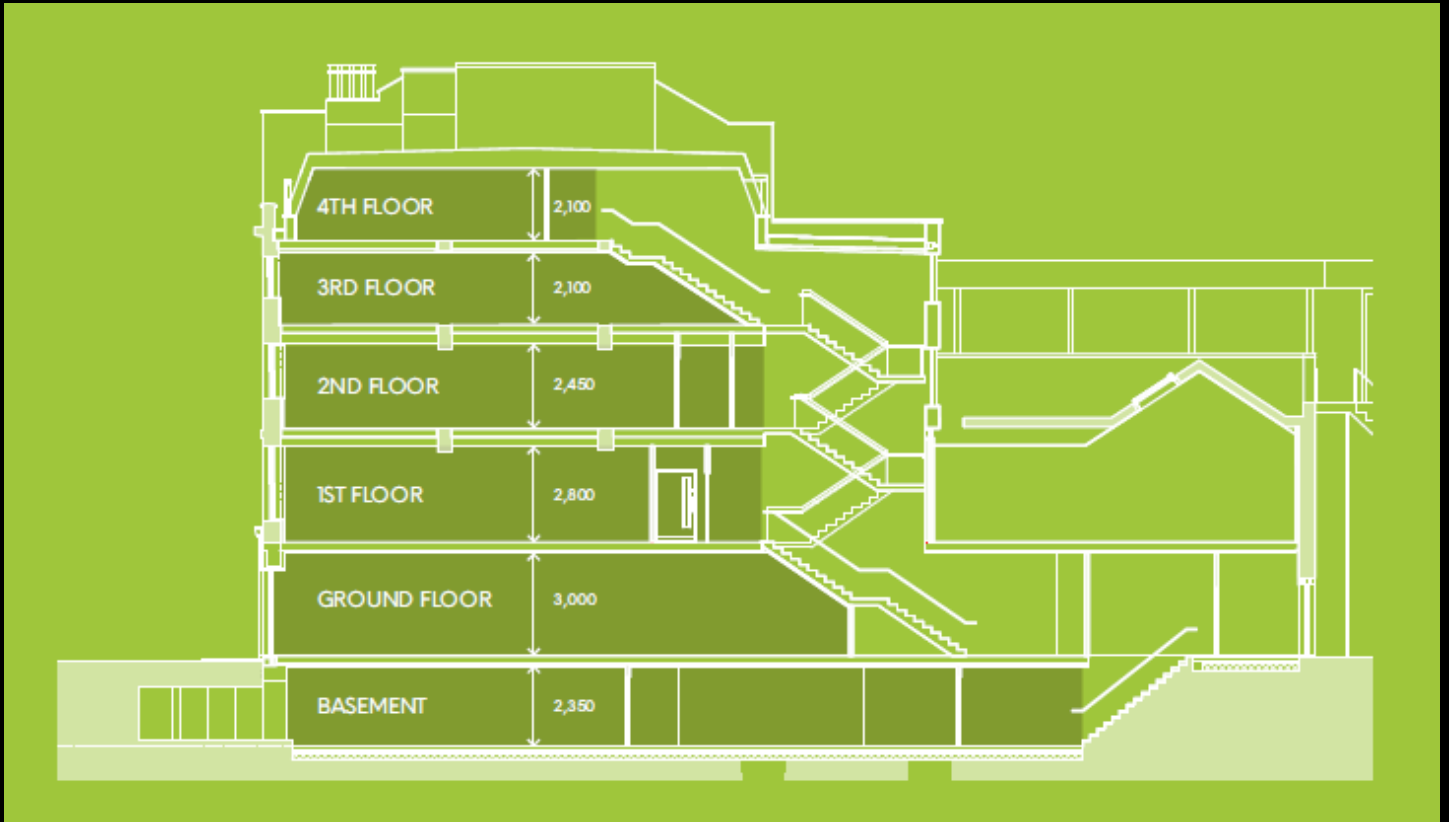 4TH FLOOR 2,100
3RD FLOOR 2,100
2ND FLOOR 2,450
1ST FLOOR 2,800
GROUND FLOOR 3,000
BASEMENT 2,350